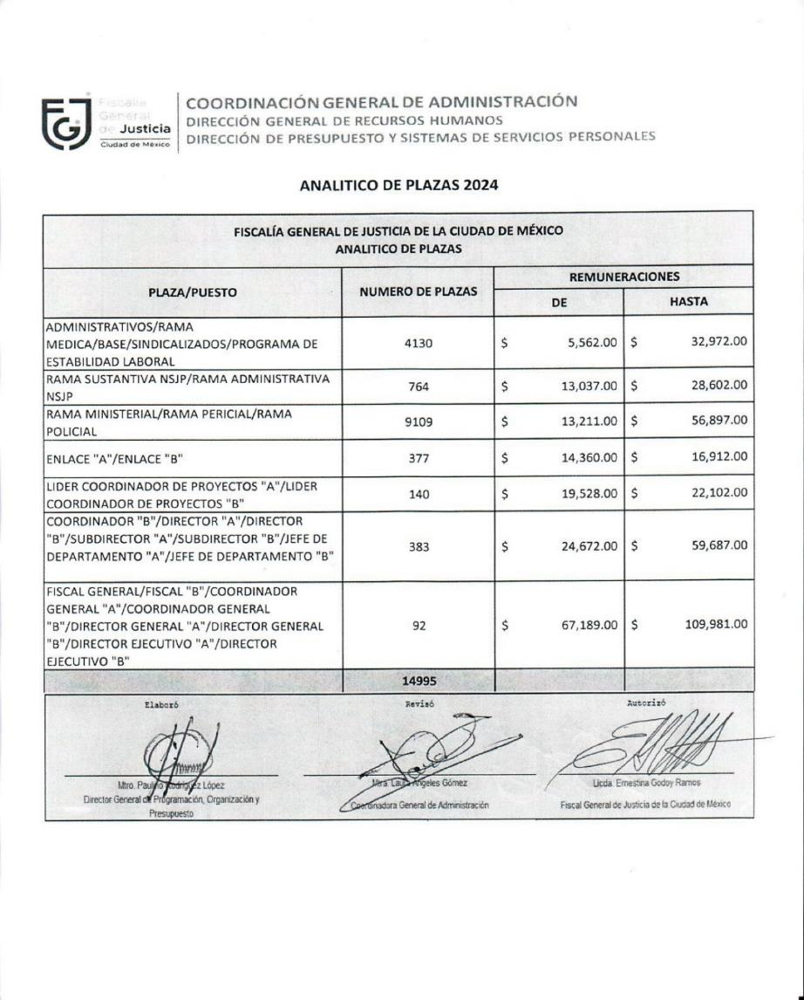 Fiscalía
General
de Justicia
Ciudad de México
COORDINACIÓN GENERAL DE ADMINISTRACIÓN
DIRECCIÓN GENERAL DE RECURSOS HUMANOS
DIRECCIÓN DE PRESUPUESTO Y SISTEMAS DE SERVICIOS PERSONALES
ANALITICO DE PLAZAS 2024
FISCALÍA GENERAL DE JUSTICIA DE LA CIUDAD DE MÉXICO
ANALITICO DE PLAZAS
PLAZA/PUESTO
NUMERO DE PLAZAS
REMUNERACIONES
DE
HASTA
ADMINISTRATIVOS/RAMA
MEDICA/BASE/SINDICALIZADOS/PROGRAMA DE
ESTABILIDAD LABORAL
4130
$ 5,562.00
$ 32,972.00
RAMA SUSTANTIVA NSJP/RAMA ADMINISTRATIVA
NSJP
764
$ 13,037.00
$ 28,602.00
RAMA MINISTERIAL/RAMA PERICIAL/RAMA
POLICIAL
9109
$ 13,211.00
$ 56,897.00
ENLACE "A"/ENLACE "B"
377
$ 14,360.00
$ 16,912.00
LIDER COORDINADOR DE PROYECTOS "A"/LIDER
COORDINADOR DE PROYECTOS "B"
140
$ 19,528.00
$ 22,102.00
COORDINADOR "B"/DIRECTOR "A"/DIRECTOR
"B"/SUBDIRECTOR "A"/SUBDIRECTOR "B"/JEFE DE
DEPARTAMENTO "A"/JEFE DE DEPARTAMENTO "B"
383
$ 24,672.00
$ 59,687.00
FISCAL GENERAL/FISCAL "B"/COORDINADOR
GENERAL "A"/COORDINADOR GENERAL
"B"/DIRECTOR GENERAL "A"/DIRECTOR GENERAL
"B"/DIRECTOR EJECUTIVO "A"/DIRECTOR
EJECUTIVO "B"
92
$ 67,189.00
$ 109,981.00
14995
Elaboró
Mtro. Paulino Rodríguez López
Director General de Programación, Organización y
Presupuesto
Revisó
Mtra. Laura Angeles Gómez
Coordinadora General de Administración
Autorizó
Licda. Ernestina Godoy Ramos
Fiscal General de Justicia de la Ciudad de México